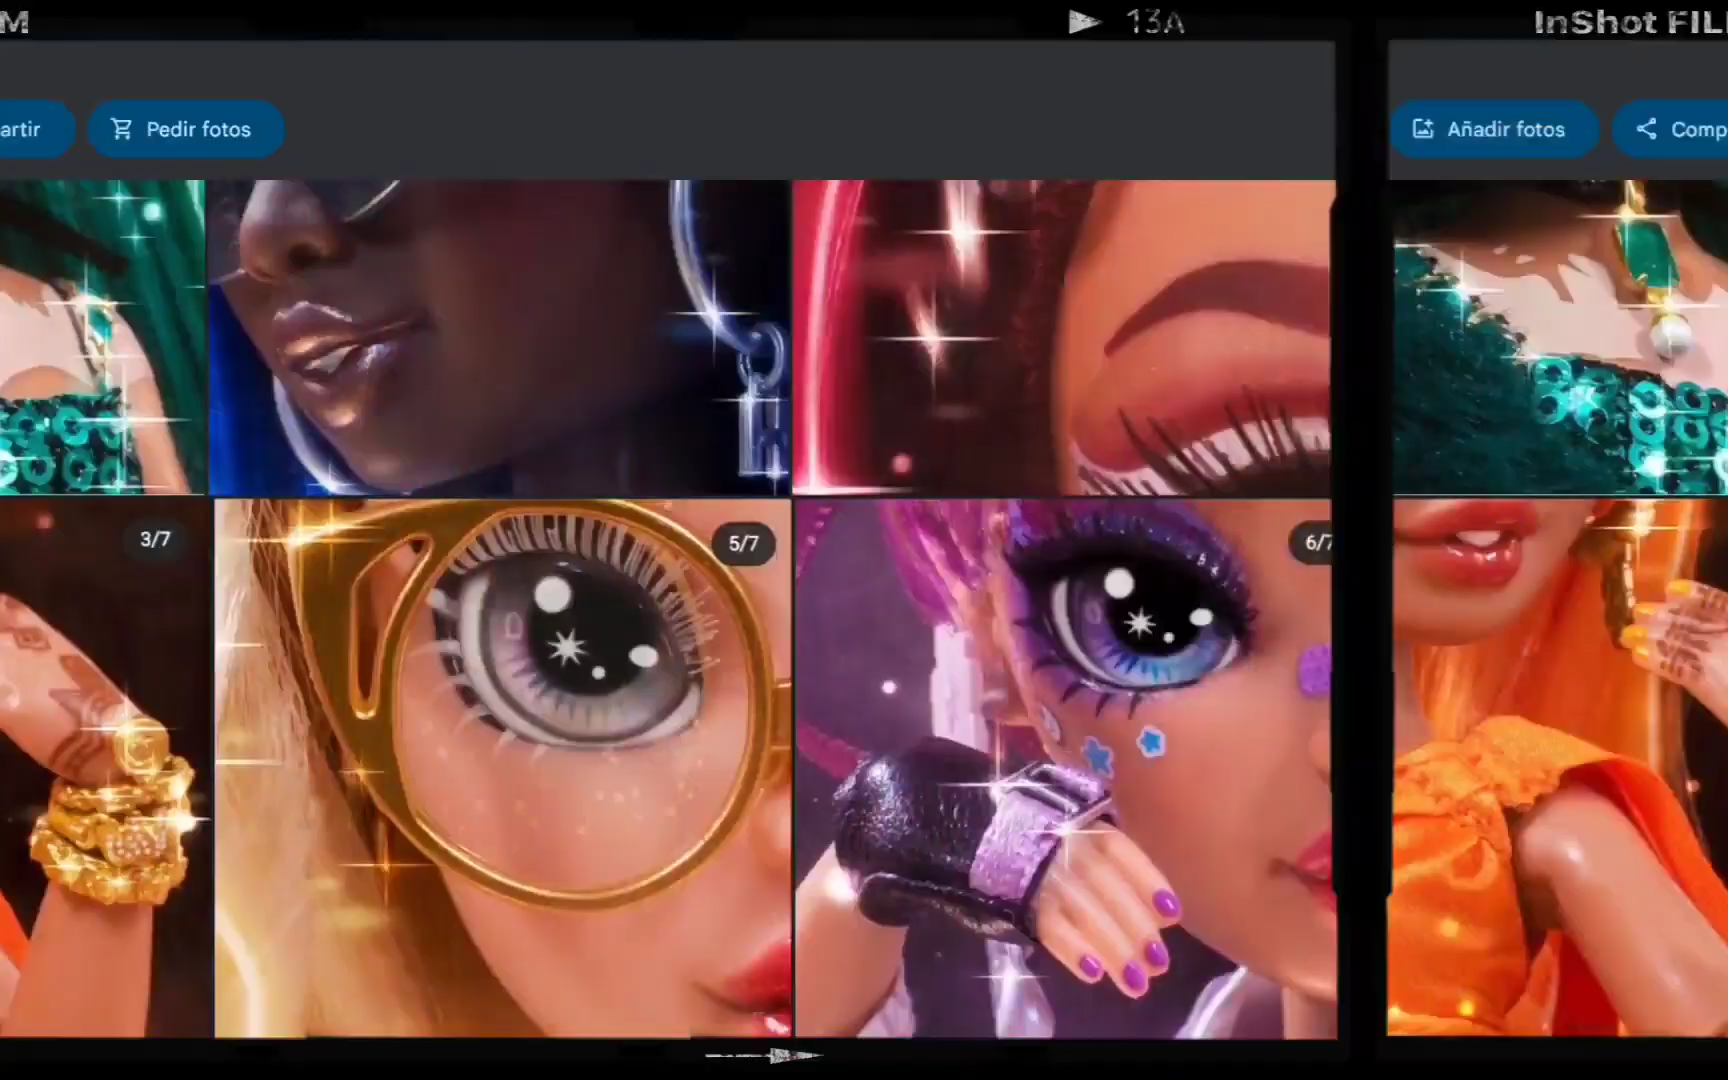 M
13A
InShot FIL
artir
Pedir fotos
Añadir fotos
Comp
3/7
5/7
6/7